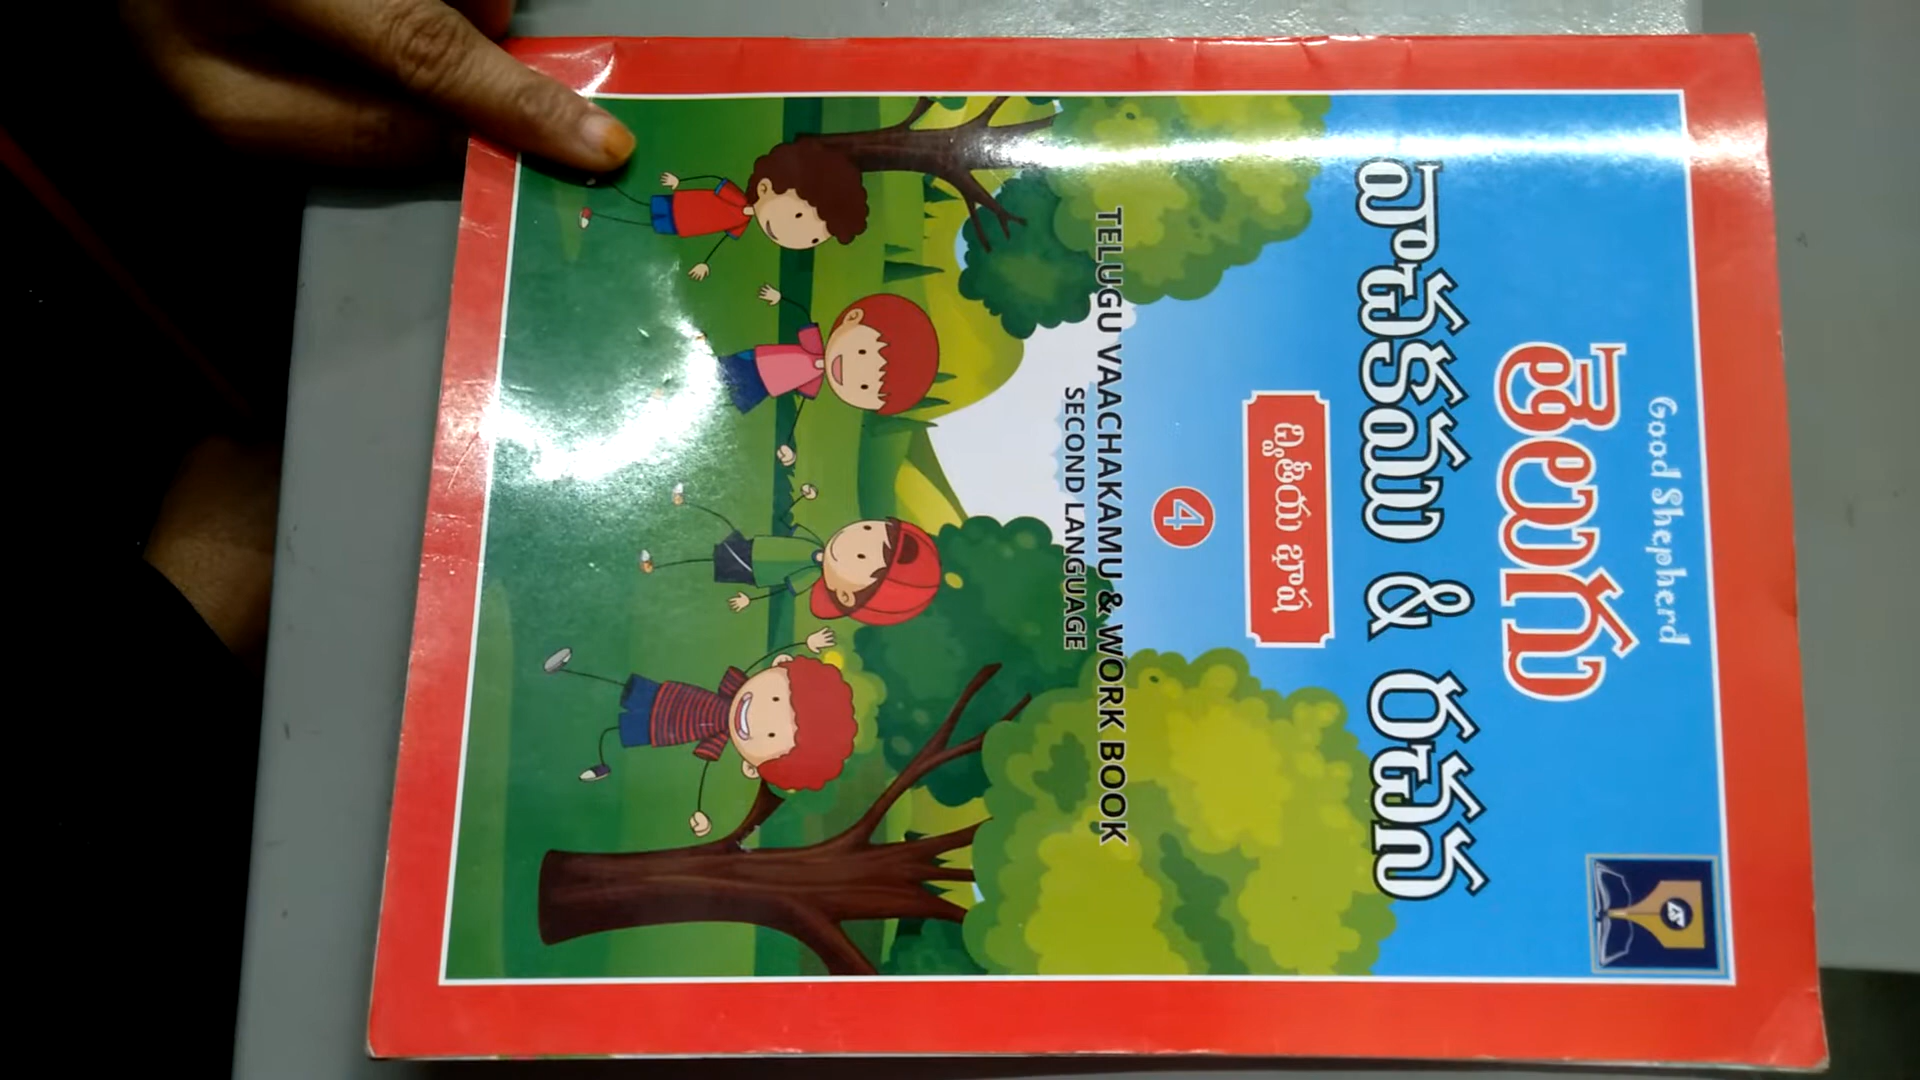 Good Shepherd
తెలుగు
వాచకము & రచన
ద్వితీయ భాష
4
TELUGU VAACHAKAMU & WORK BOOK
SECOND LANGUAGE